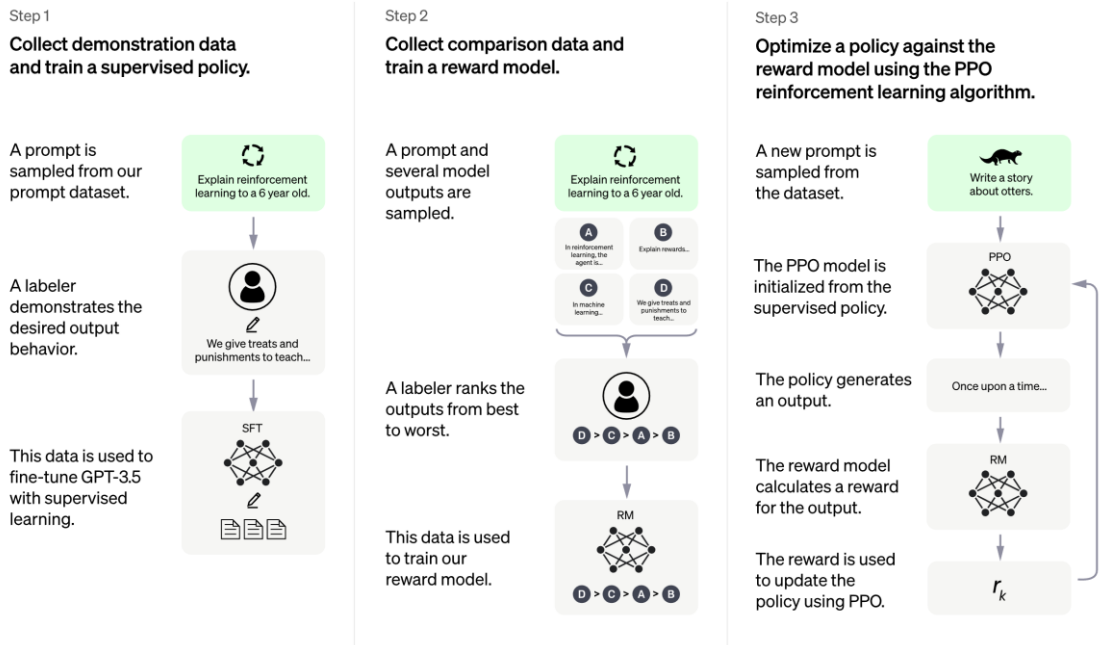 Step 1
Collect demonstration data
and train a supervised policy.
A prompt is
sampled from our
prompt dataset.
Explain reinforcement
learning to a 6 year old.
A labeler
demonstrates the
desired output
behavior.
We give treats and
punishments to teach...
This data is used to
fine-tune GPT-3.5
with supervised
learning.
SFT
Step 2
Collect comparison data and
train a reward model.
A prompt and
several model
outputs are
sampled.
Explain reinforcement
learning to a 6 year old.
A
In reinforcement
learning, the
agent is...
B
Explain rewards...
C
In machine
learning...
D
We give treats and
punishments to
teach...
A labeler ranks the
outputs from best
to worst.
D > C > A > B
This data is used
to train our
reward model.
RM
D > C > A > B
Step 3
Optimize a policy against the
reward model using the PPO
reinforcement learning algorithm.
A new prompt is
sampled from
the dataset.
Write a story
about otters.
The PPO model is
initialized from the
supervised policy.
PPO
The policy generates
an output.
Once upon a time...
The reward model
calculates a reward
for the output.
RM
The reward is used
to update the
policy using PPO.
r_k